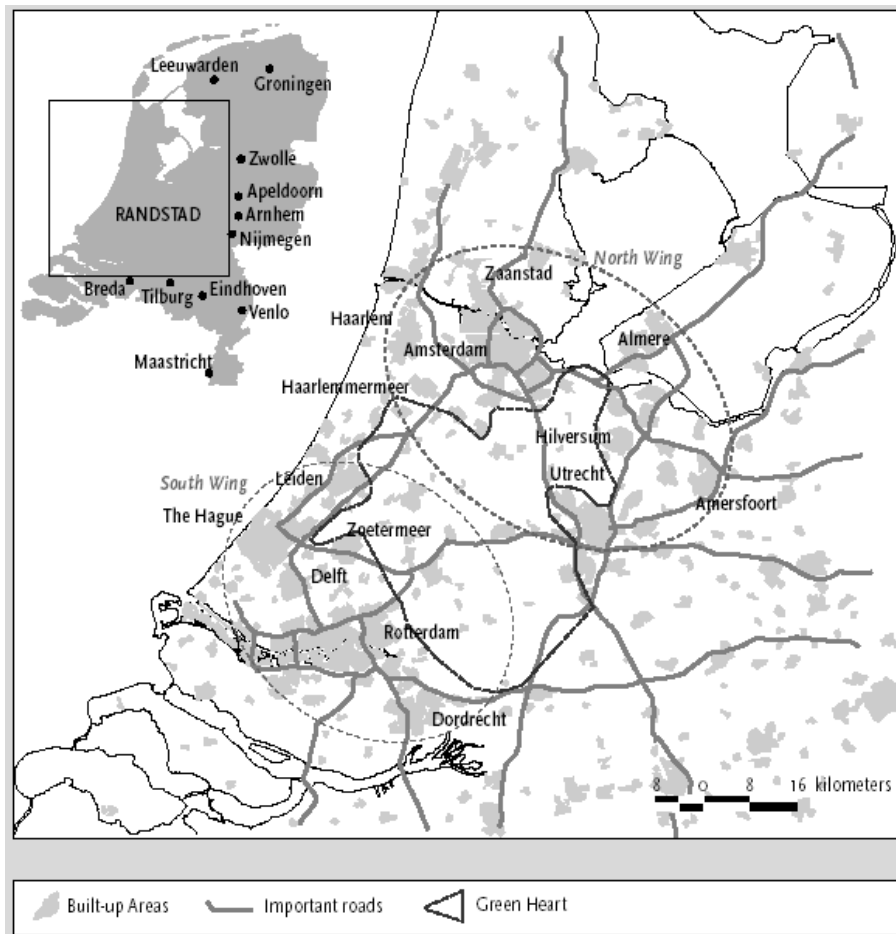 Leeuwarden
Groningen
Zwolle
Apeldoorn
RANDSTAD
Arnhem
Nijmegen
Breda
Tilburg
Eindhoven
Venlo
Maastricht
North Wing
Zaanstad
Haarlem
Amsterdam
Almere
Haarlemmermeer
Hilversum
South Wing
Leiden
Utrecht
Amersfoort
The Hague
Zoetermeer
Delft
Rotterdam
Dordrecht
8 0 8 16 kilometers
Built-up Areas
Important roads
Green Heart